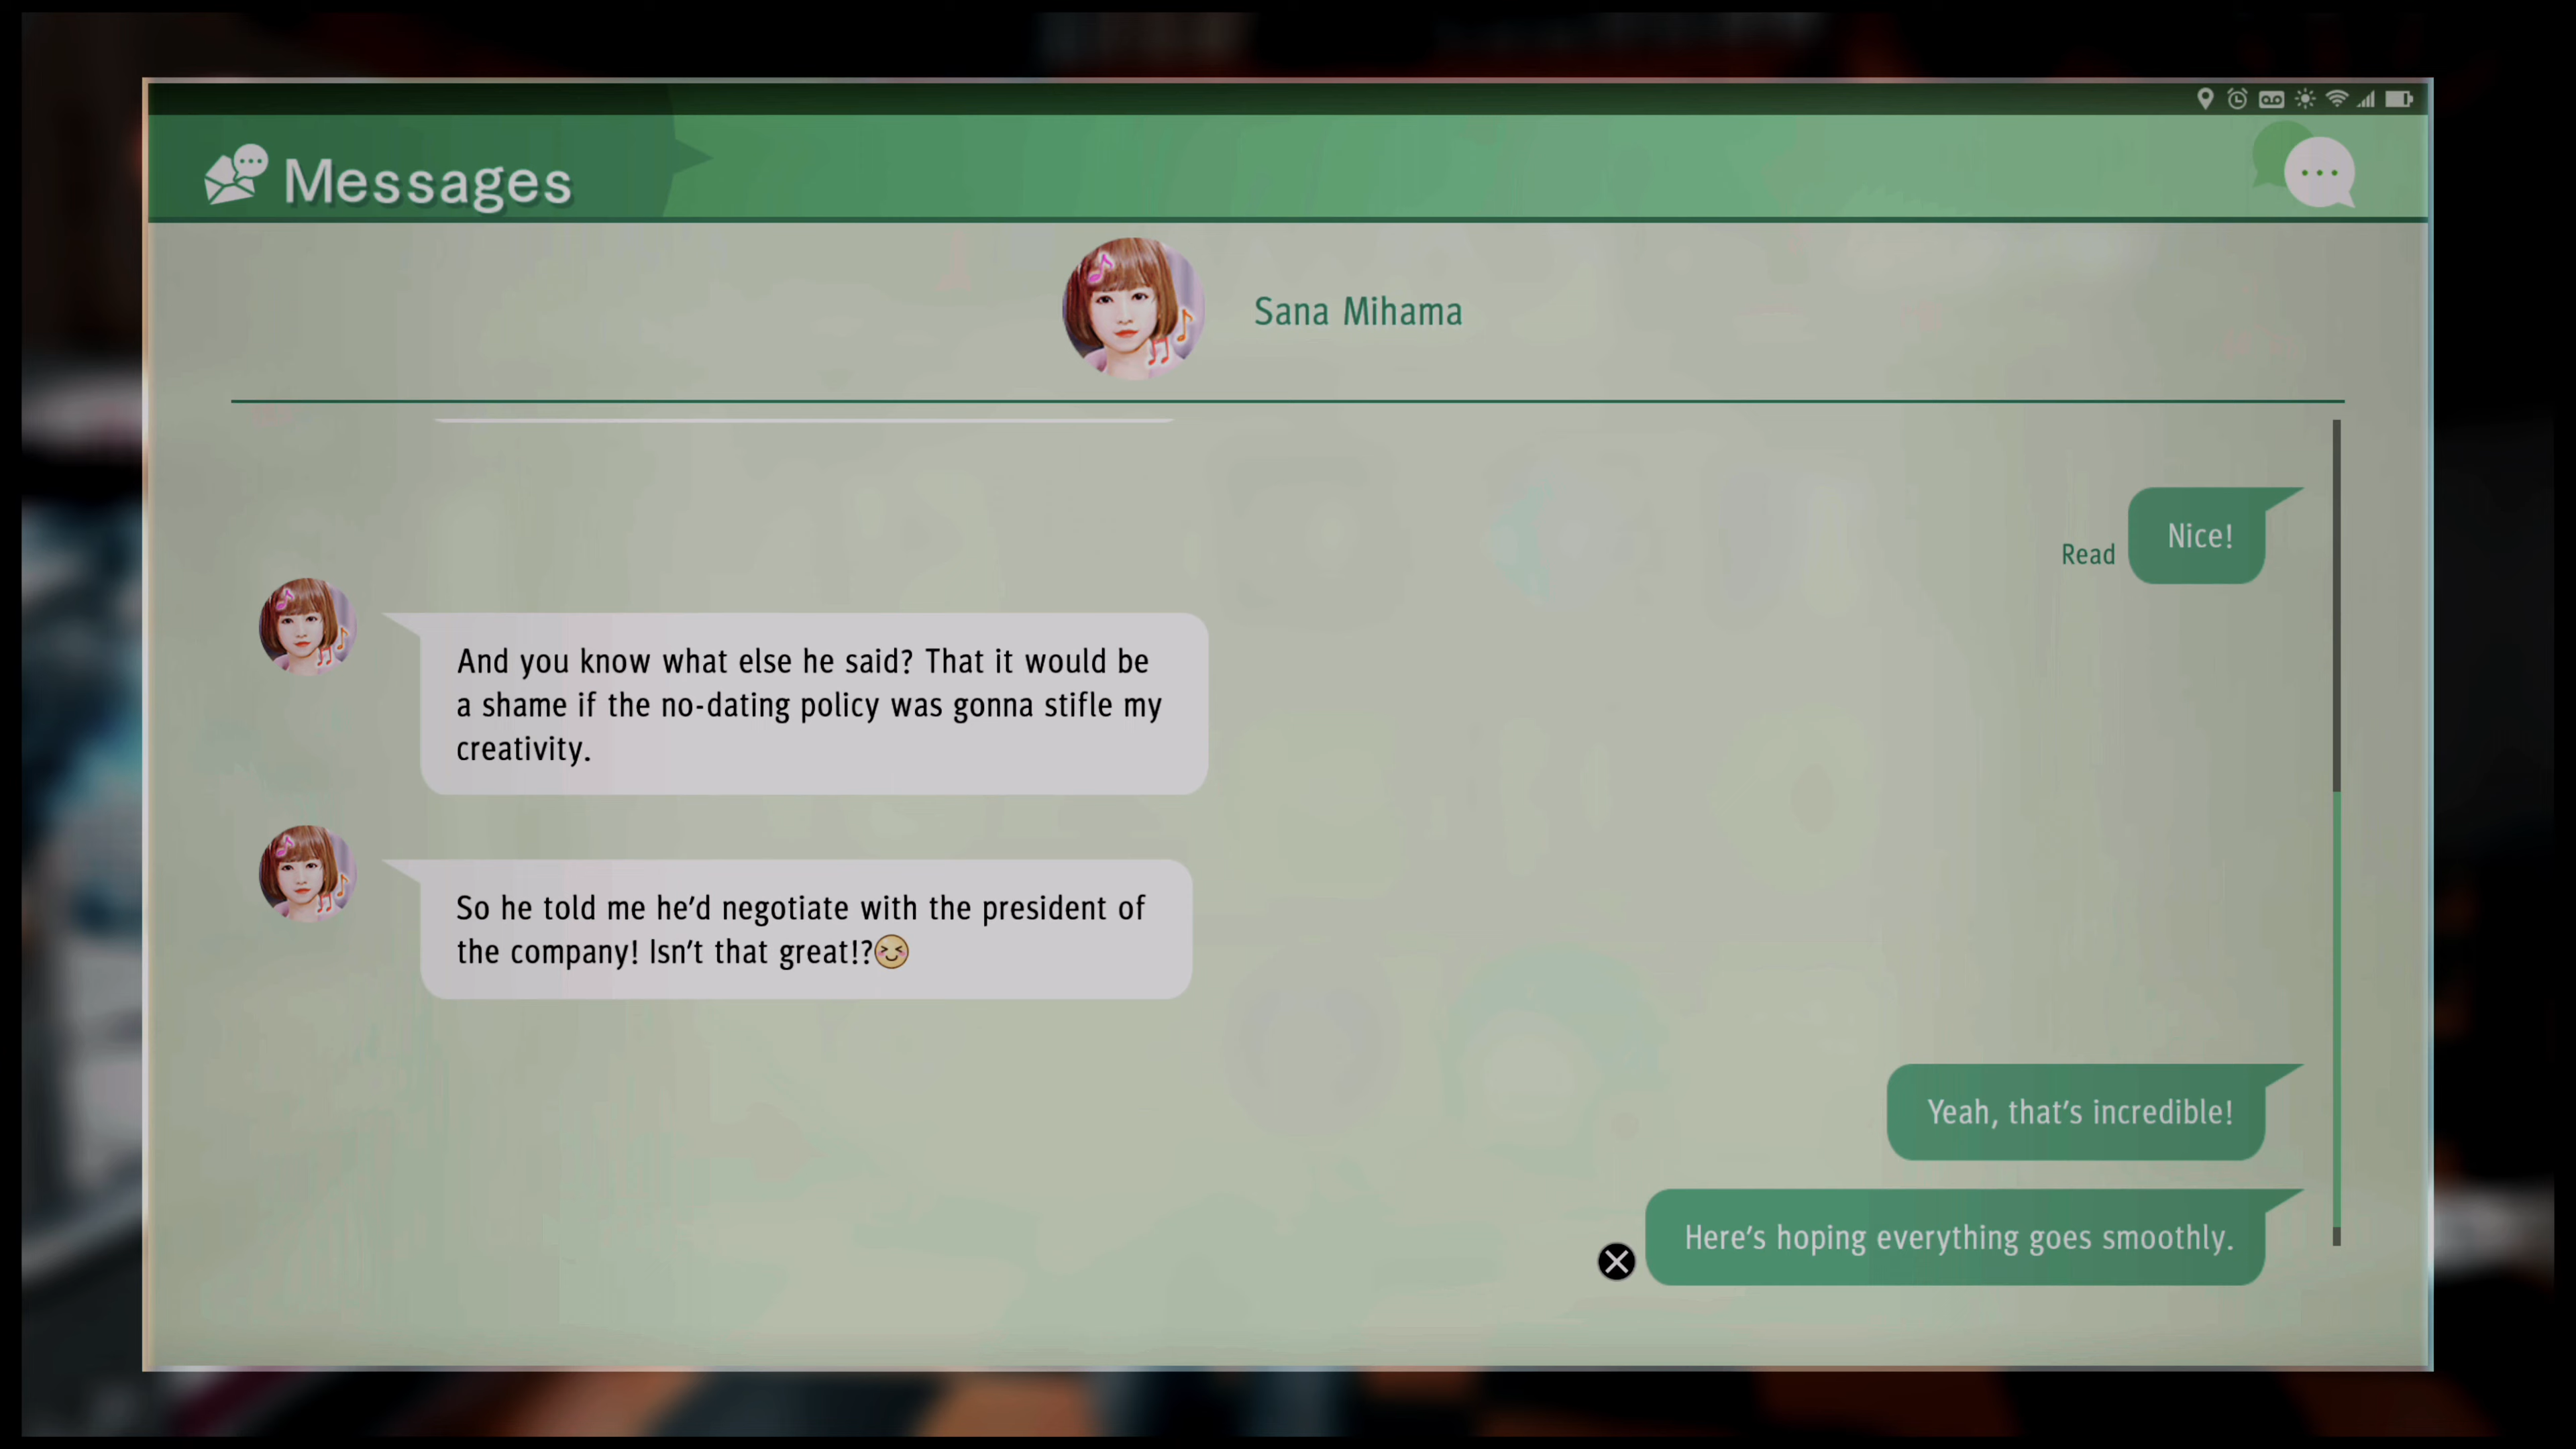 Messages
Sana Mihama
Nice!
Read
And you know what else he said? That it would be
a shame if the no-dating policy was gonna stifle my
creativity.
So he told me he'd negotiate with the president of
the company! Isn't that great!?😆
Yeah, that's incredible!
Here's hoping everything goes smoothly.